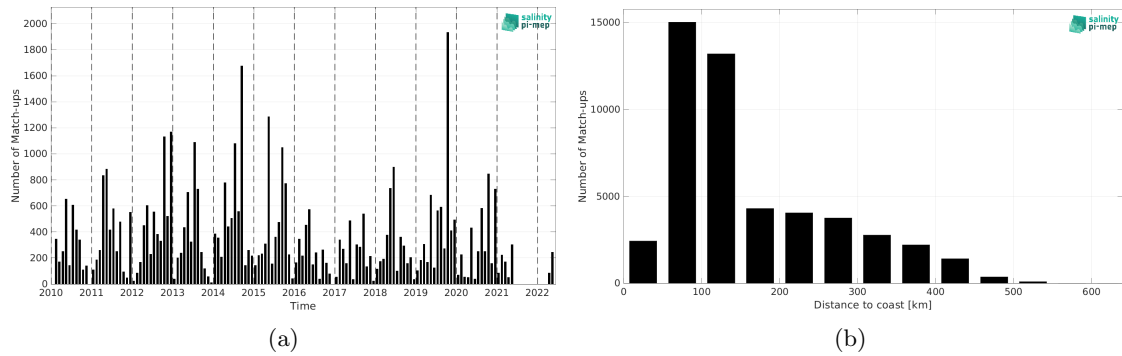 salinity
pi-mep
2000
1800
1600
1400
1200
1000
800
600
400
200
0
Number of Match-ups
2010 2011 2012 2013 2014 2015 2016 2017 2018 2019 2020 2021 2022
Time
(a)
salinity
pi-mep
15000
10000
5000
0
Number of Match-ups
0 100 200 300 400 500 600
Distance to coast [km]
(b)